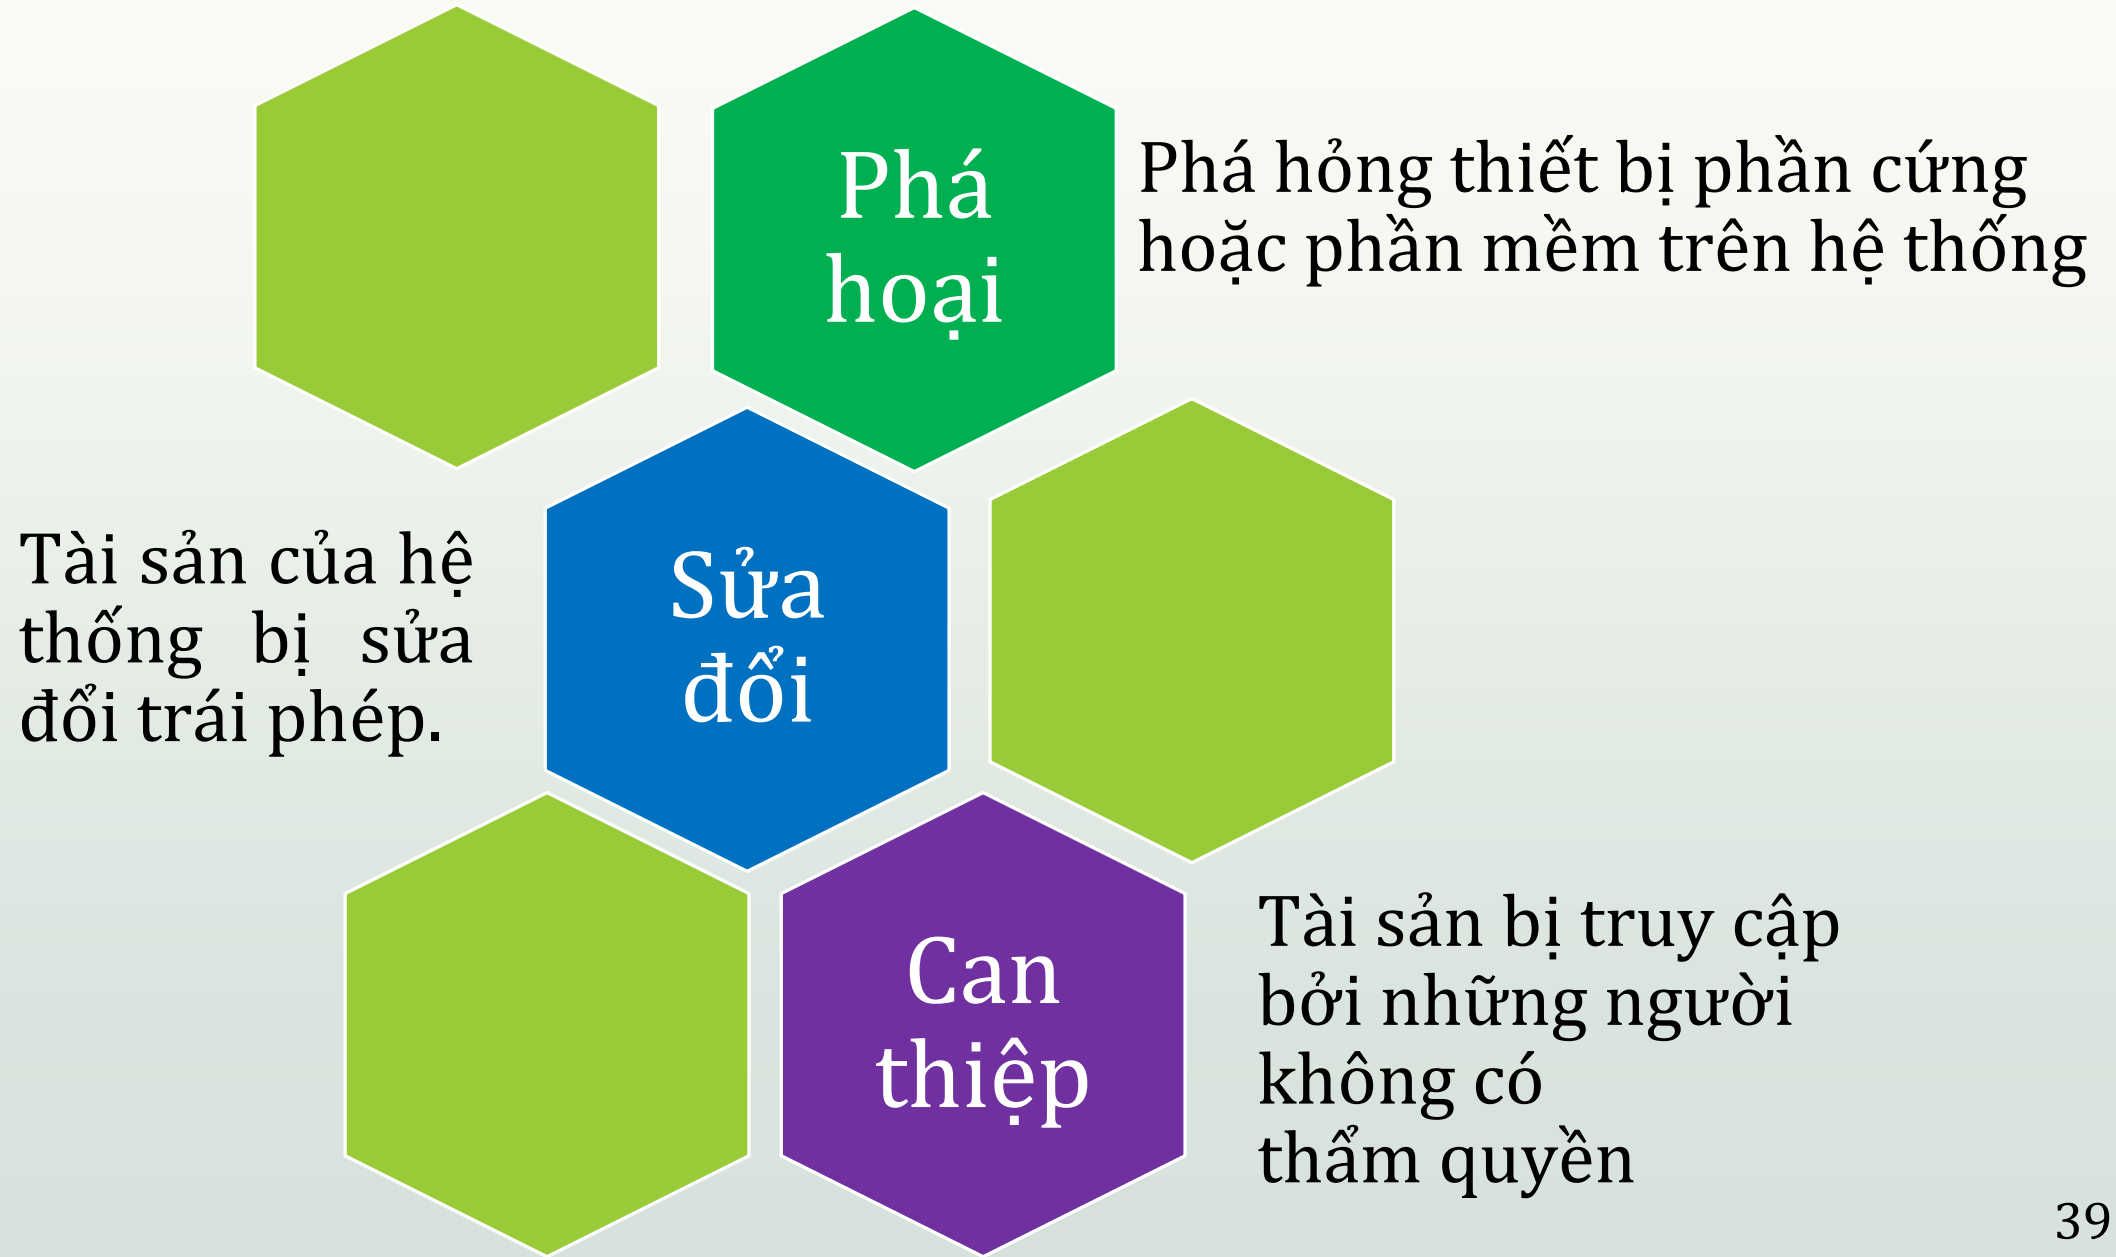 Phá
hoại
Phá hỏng thiết bị phần cứng
hoặc phần mềm trên hệ thống
Tài sản của hệ
thống bị sửa
đổi trái phép.
Sửa
đổi
Can
thiệp
Tài sản bị truy cập
bởi những người
không có
thẩm quyền
39